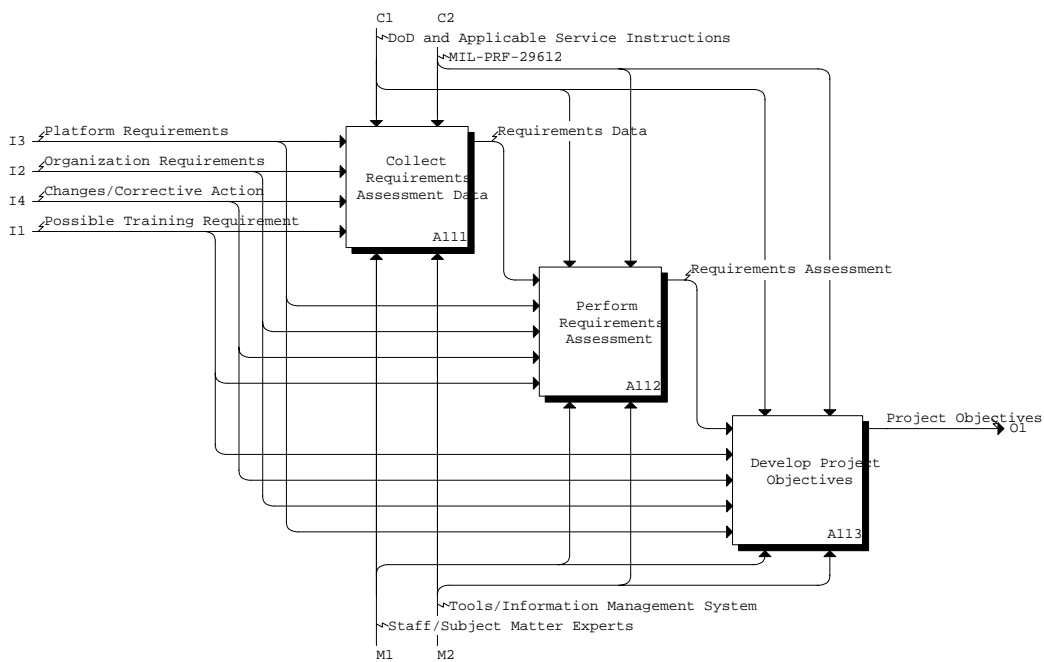 C1 C2
DoD and Applicable Service Instructions
MIL-PRF-29612
I3 Platform Requirements
I2 Organization Requirements
I4 Changes/Corrective Action
I1 Possible Training Requirement
Collect
Requirements
Assessment Data
A111
Requirements Data
Perform
Requirements
Assessment
A112
Requirements Assessment
Develop Project
Objectives
A113
Project Objectives
O1
Tools/Information Management System
Staff/Subject Matter Experts
M1 M2